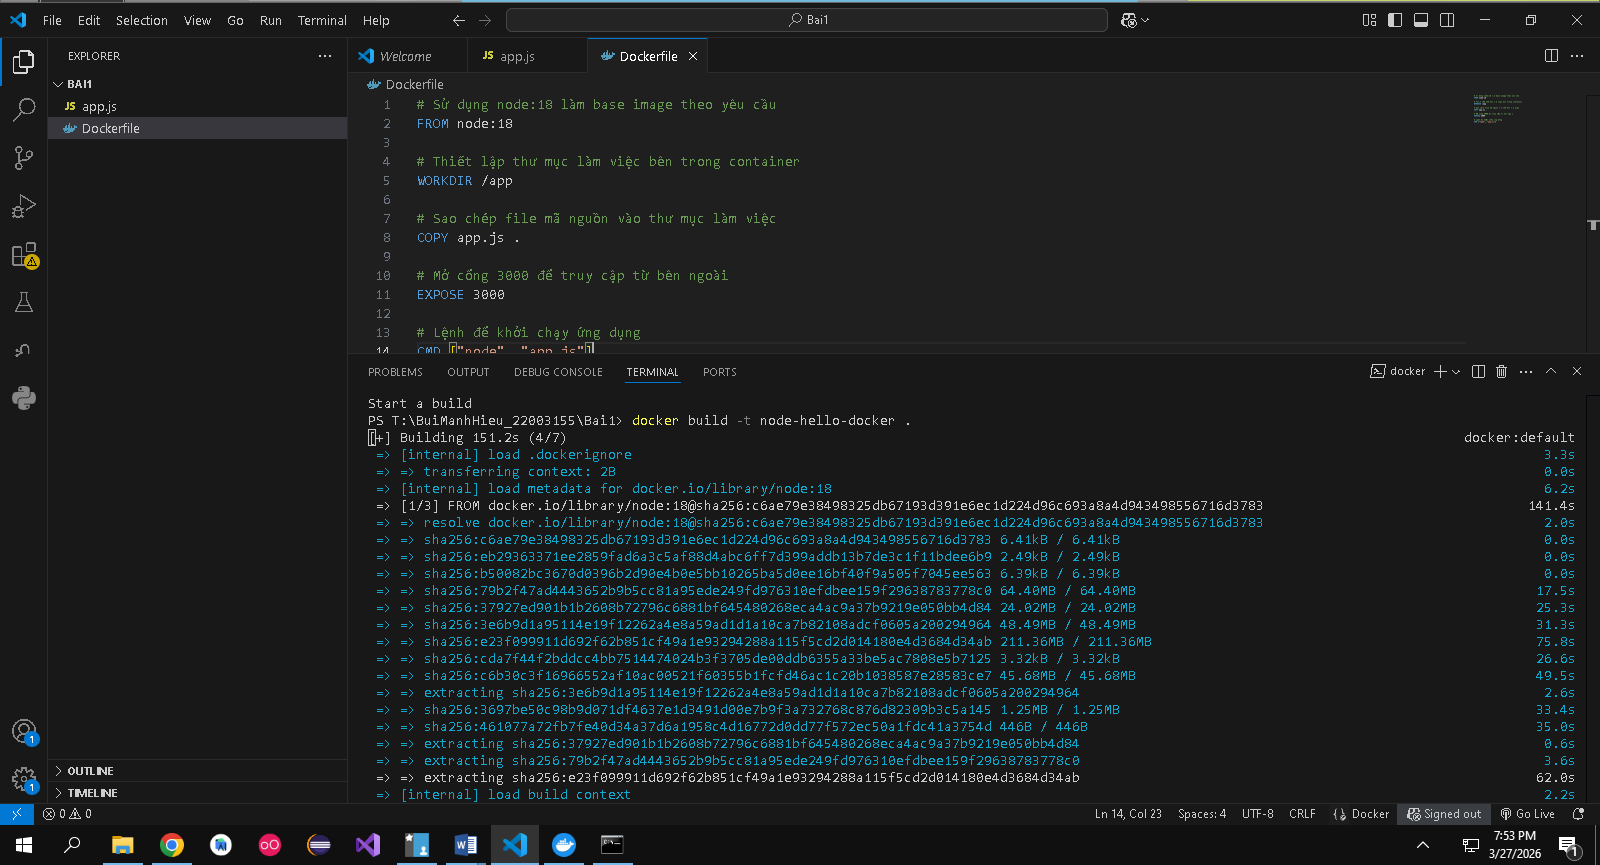 File Edit Selection View Go Run Terminal Help
Bai1
EXPLORER
BAI1
JS app.js
Dockerfile
OUTLINE
TIMELINE
Welcome
JS app.js
Dockerfile
Dockerfile
1 # Sử dụng node:18 làm base image theo yêu cầu
2 FROM node:18
3
4 # Thiết lập thư mục làm việc bên trong container
5 WORKDIR /app
6
7 # Sao chép file mã nguồn vào thư mục làm việc
8 COPY app.js .
9
10 # Mở cổng 3000 để truy cập từ bên ngoài
11 EXPOSE 3000
12
13 # Lệnh để khởi chạy ứng dụng
14 CMD ["node", "app.js"]
PROBLEMS OUTPUT DEBUG CONSOLE TERMINAL PORTS
docker
Start a build
PS T:\BuiManhHieu_22003155\Bai1> docker build -t node-hello-docker .
[+] Building 151.2s (4/7) docker:default
=> [internal] load .dockerignore 3.3s
=> => transferring context: 2B 0.0s
=> [internal] load metadata for docker.io/library/node:18 6.2s
=> [1/3] FROM docker.io/library/node:18@sha256:c6ae79e38498325db67193d391e6ec1d224d96c693a8a4d943498556716d3783 141.4s
=> => resolve docker.io/library/node:18@sha256:c6ae79e38498325db67193d391e6ec1d224d96c693a8a4d943498556716d3783 2.0s
=> => sha256:c6ae79e38498325db67193d391e6ec1d224d96c693a8a4d943498556716d3783 6.41kB / 6.41kB 0.0s
=> => sha256:eb29363371ee2859fad6a3c5af88d4abc6ff7d399addb13b7de3c1f11bdee6b9 2.49kB / 2.49kB 0.0s
=> => sha256:b50082bc3670d0396b2d90e4b0e5bb10265ba5d0ee16bf40f9a505f7045ee563 6.39kB / 6.39kB 0.0s
=> => sha256:79b2f47ad4443652b9b5cc81a95ede249fd976310efdbee159f29638783778c0 64.40MB / 64.40MB 17.5s
=> => sha256:37927ed901b1b2608b72796c6881bf645480268eca4ac9a37b9219e050bb4d84 24.02MB / 24.02MB 25.3s
=> => sha256:3e6b9d1a95114e19f12262a4e8a59ad1d1a10ca7b82108adcf0605a200294964 48.49MB / 48.49MB 31.3s
=> => sha256:e23f099911d692f62b851cf49a1e93294288a115f5cd2d014180e4d3684d34ab 211.36MB / 211.36MB 75.8s
=> => sha256:cda7f44f2bddcc4bb7514474024b3f3705de00ddb6355a33be5ac7808e5b7125 3.32kB / 3.32kB 26.6s
=> => sha256:c6b30c3f16966552af10ac00521f60355b1fcfd46ac1c20b1038587e28583ce7 45.68MB / 45.68MB 49.5s
=> => extracting sha256:3e6b9d1a95114e19f12262a4e8a59ad1d1a10ca7b82108adcf0605a200294964 2.6s
=> => sha256:3697be50c98b9d071df4637e1d3491d00e7b9f3a732768c876d82309b3c5a145 1.25MB / 1.25MB 33.4s
=> => sha256:461077a72fb7fe40d34a37d6a1958c4d16772d0dd77f572ec50a1fdc41a3754d 446B / 446B 35.0s
=> => extracting sha256:37927ed901b1b2608b72796c6881bf645480268eca4ac9a37b9219e050bb4d84 0.6s
=> => extracting sha256:79b2f47ad4443652b9b5cc81a95ede249fd976310efdbee159f29638783778c0 3.6s
=> => extracting sha256:e23f099911d692f62b851cf49a1e93294288a115f5cd2d014180e4d3684d34ab 62.0s
=> [internal] load build context 2.2s
0 0 Ln 14, Col 23 Spaces: 4 UTF-8 CRLF Docker Signed out Go Live
7:53 PM
3/27/2026